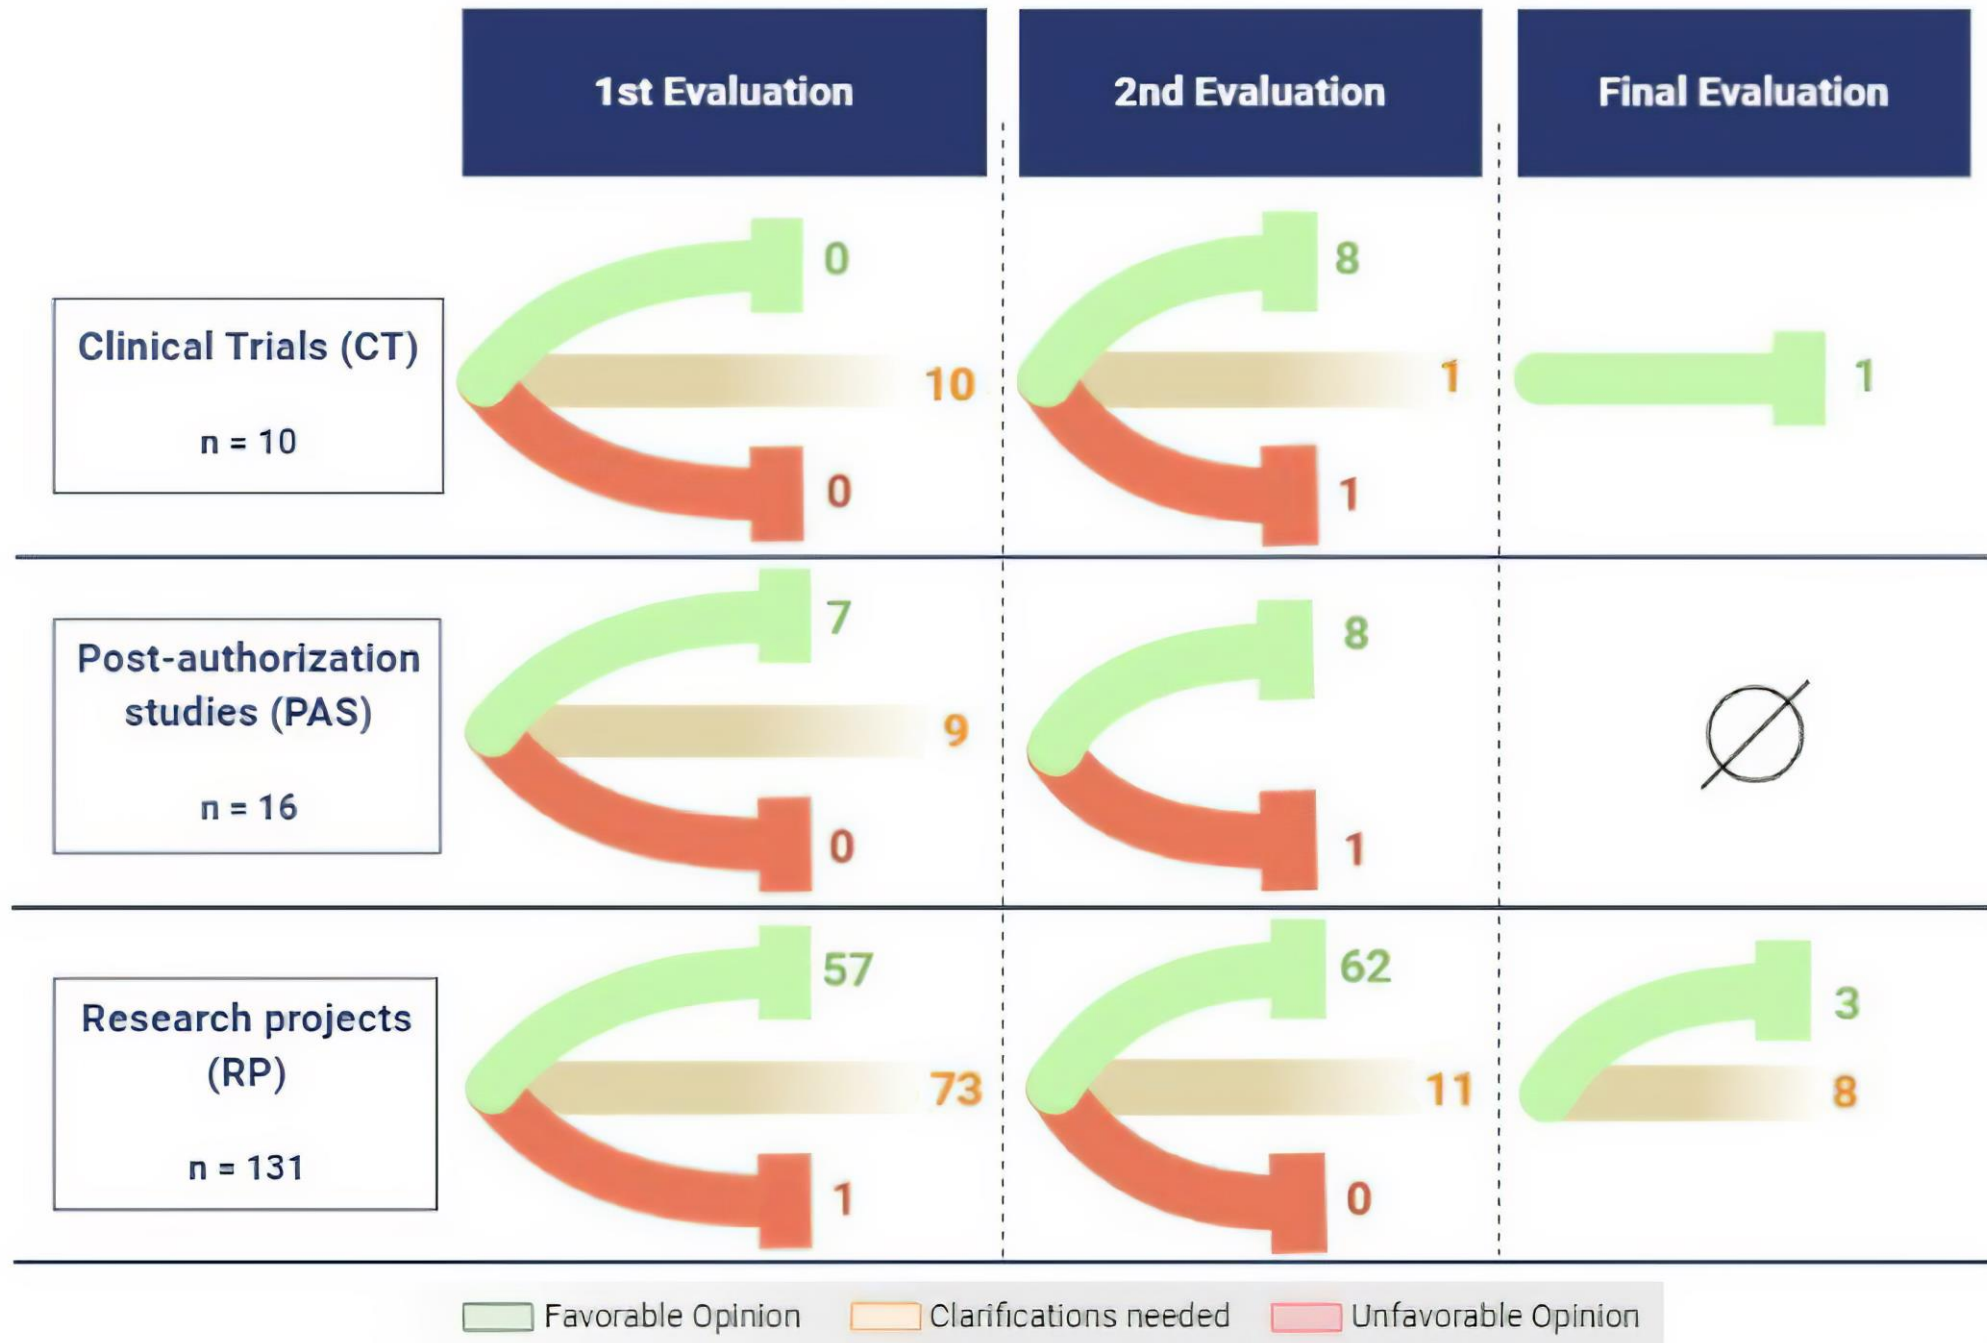 1st Evaluation
2nd Evaluation
Final Evaluation
Clinical Trials (CT)
n = 10
0
10
0
8
1
1
1
Post-authorization
studies (PAS)
n = 16
7
9
0
8
1
Research projects
(RP)
n = 131
57
73
1
62
11
0
3
8
Favorable Opinion
Clarifications needed
Unfavorable Opinion